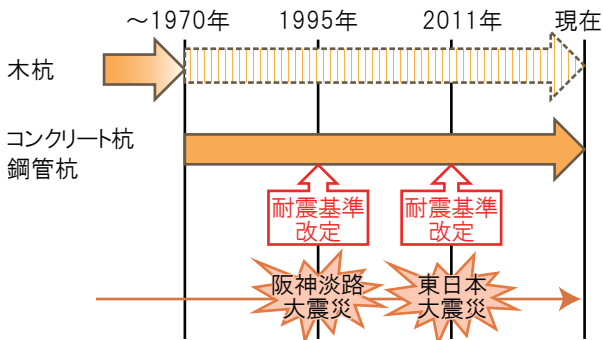 ～1970年 1995年 2011年 現在
木杭
コンクリート杭
鋼管杭
耐震基準
改定
耐震基準
改定
阪神淡路
大震災
東日本
大震災